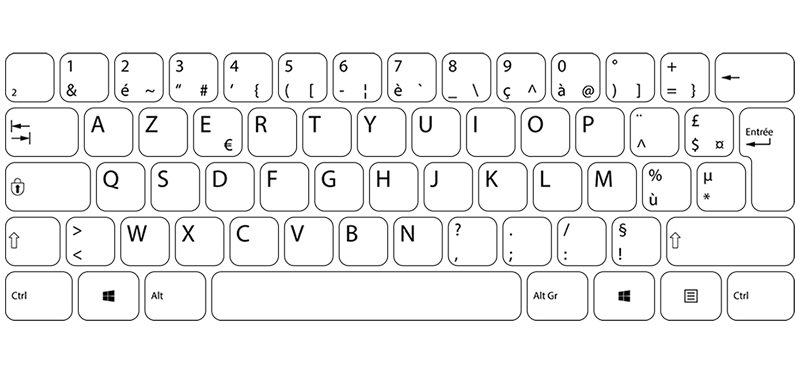 1 2 3 4 5 6 7 8 9 0 ° +
2 & é ~ " # ' { ( [ - ¦ è ` _ \ ç ^ à @ ) ] = }
A Z E R T Y U I O P ¨ £ Entrée
€ ^ $ ¤
Q S D F G H J K L M % µ
ù *
> W X C V B N ? . / §
< , ; : !
Ctrl Alt Alt Gr Ctrl